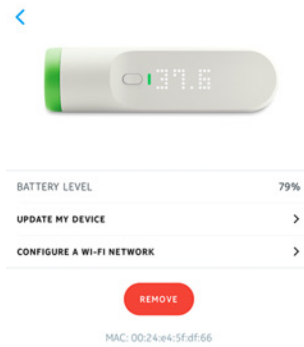 37.6
BATTERY LEVEL 79%
UPDATE MY DEVICE
CONFIGURE A WI-FI NETWORK
REMOVE
MAC: 00:24:e4:5f:df:66